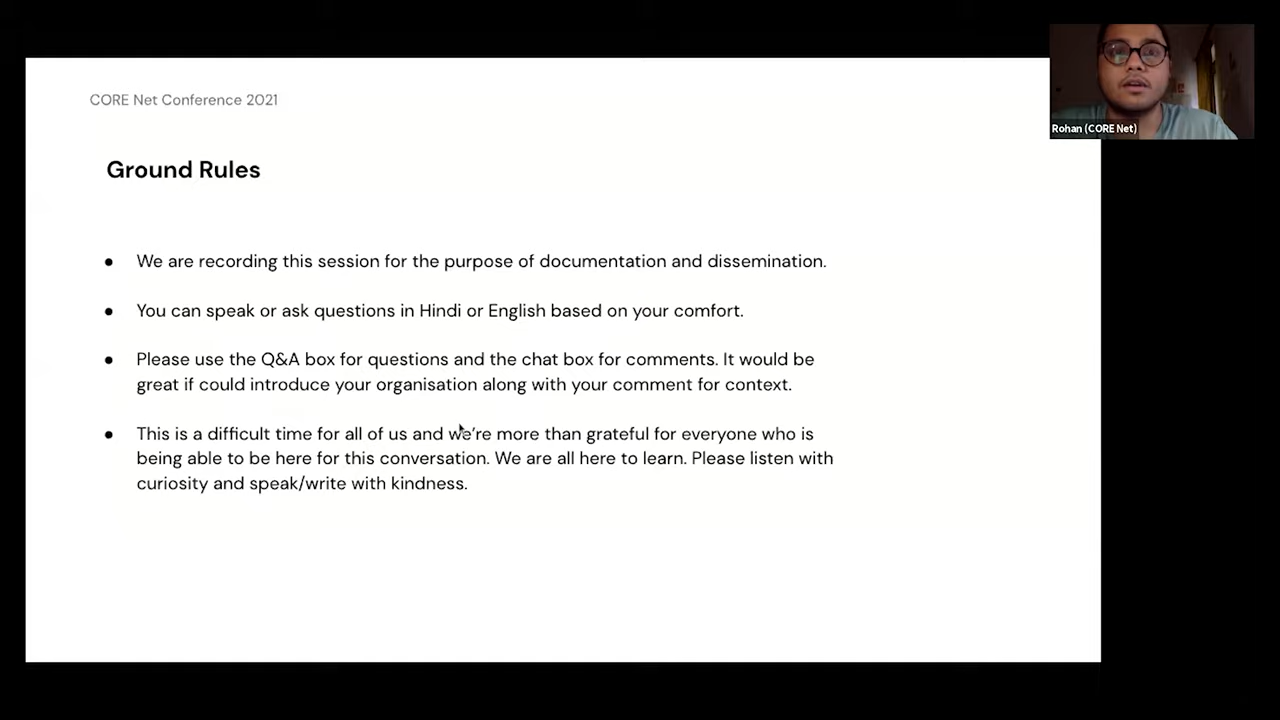 CORE Net Conference 2021
Rohan (CORE Net)
Ground Rules
● We are recording this session for the purpose of documentation and dissemination.
● You can speak or ask questions in Hindi or English based on your comfort.
● Please use the Q&A box for questions and the chat box for comments. It would be
great if could introduce your organisation along with your comment for context.
● This is a difficult time for all of us and we're more than grateful for everyone who is
being able to be here for this conversation. We are all here to learn. Please listen with
curiosity and speak/write with kindness.